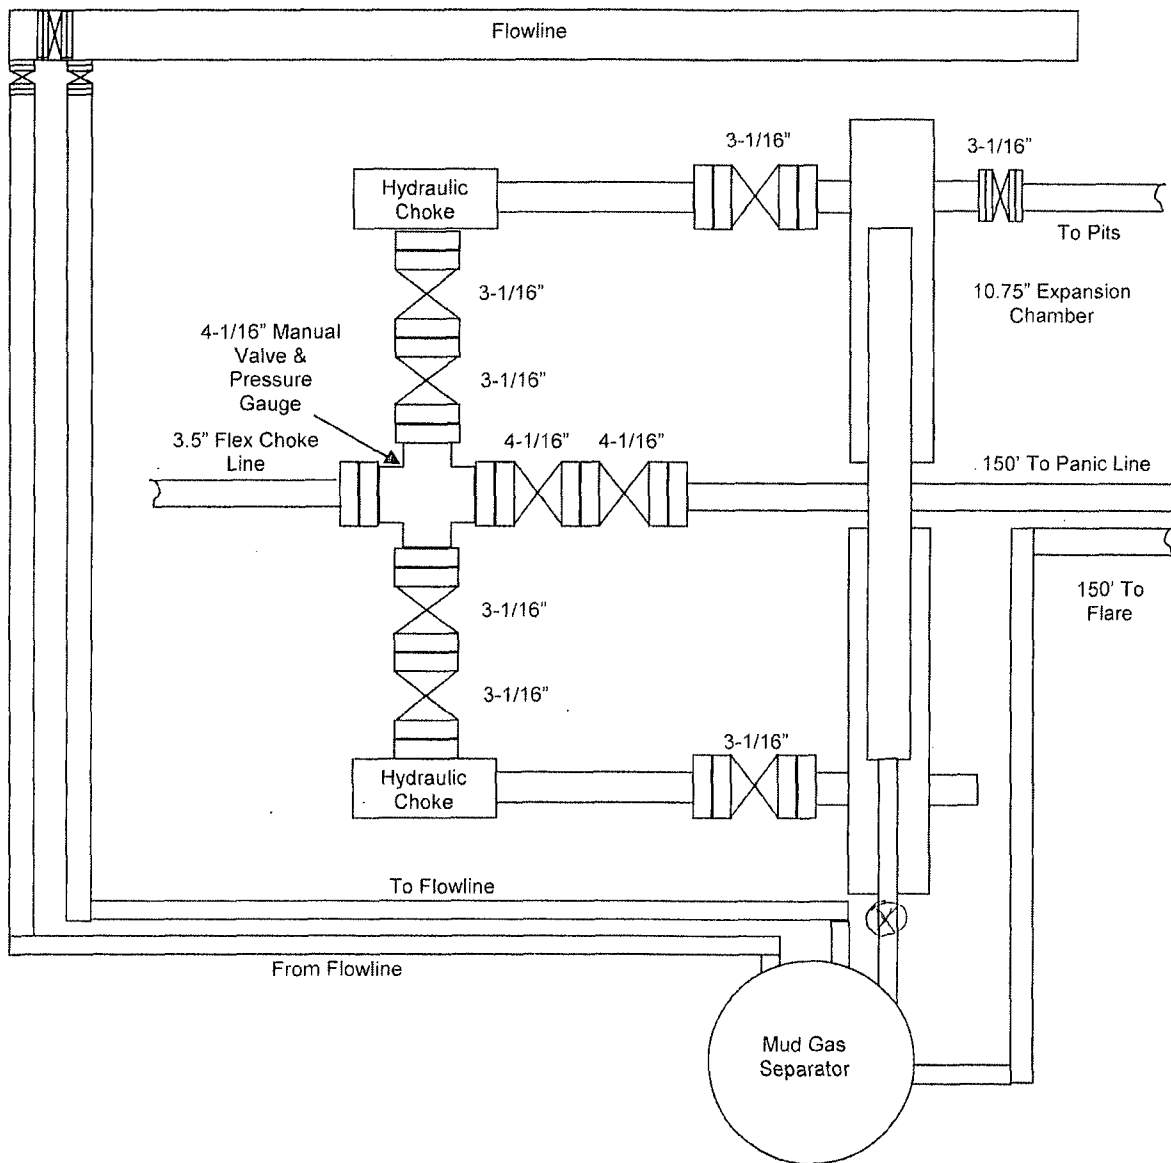 Flowline
3-1/16"
3-1/16"
Hydraulic
Choke
To Pits
3-1/16"
10.75" Expansion
Chamber
4-1/16" Manual
Valve &
Pressure
Gauge
3-1/16"
3.5" Flex Choke
Line
4-1/16"
4-1/16"
150' To Panic Line
150' To
Flare
3-1/16"
3-1/16"
3-1/16"
Hydraulic
Choke
To Flowline
From Flowline
Mud Gas
Separator